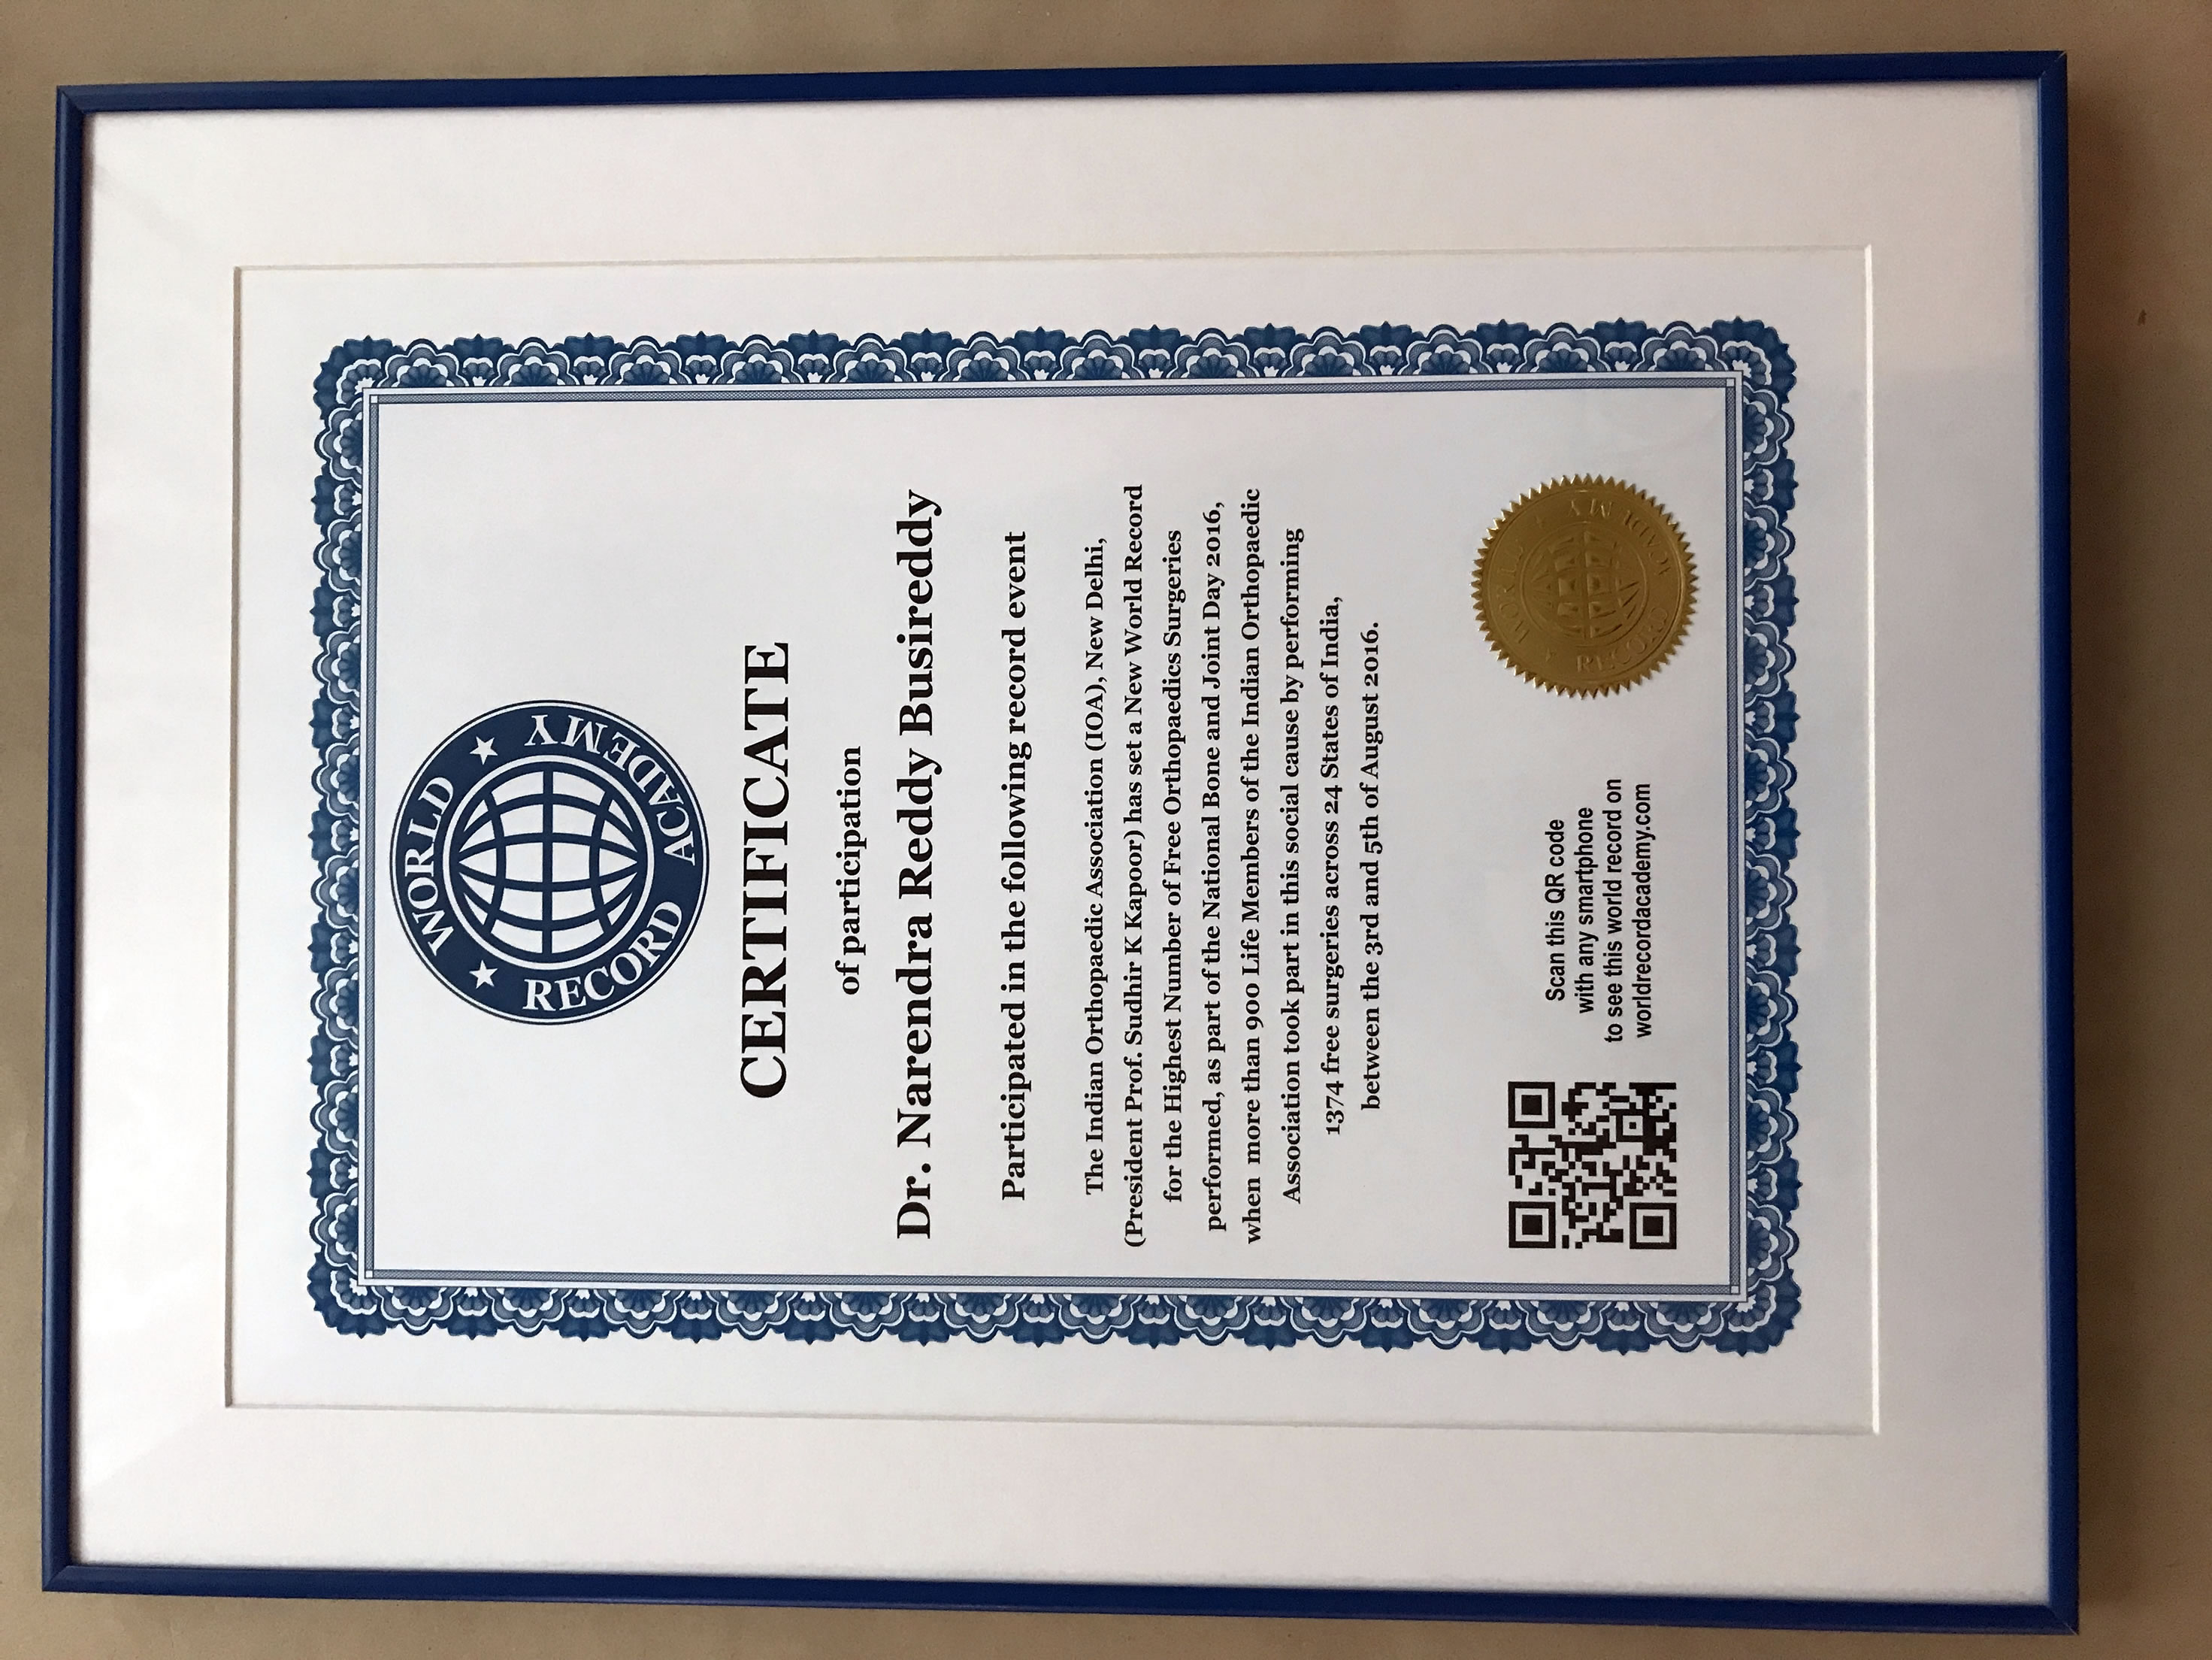 WORLD RECORD ACADEMY
CERTIFICATE
of participation
Dr. Narendra Reddy Busireddy
Participated in the following record event
The Indian Orthopaedic Association (IOA), New Delhi,
(President Prof. Sudhir K Kapoor) has set a New World Record
for the Highest Number of Free Orthopaedics Surgeries
performed, as part of the National Bone and Joint Day 2016,
when more than 900 Life Members of the Indian Orthopaedic
Association took part in this social cause by performing
1374 free surgeries across 24 States of India,
between the 3rd and 5th of August 2016.
Scan this QR code
with any smartphone
to see this world record on
worldrecordacademy.com
WORLD RECORD ACADEMY